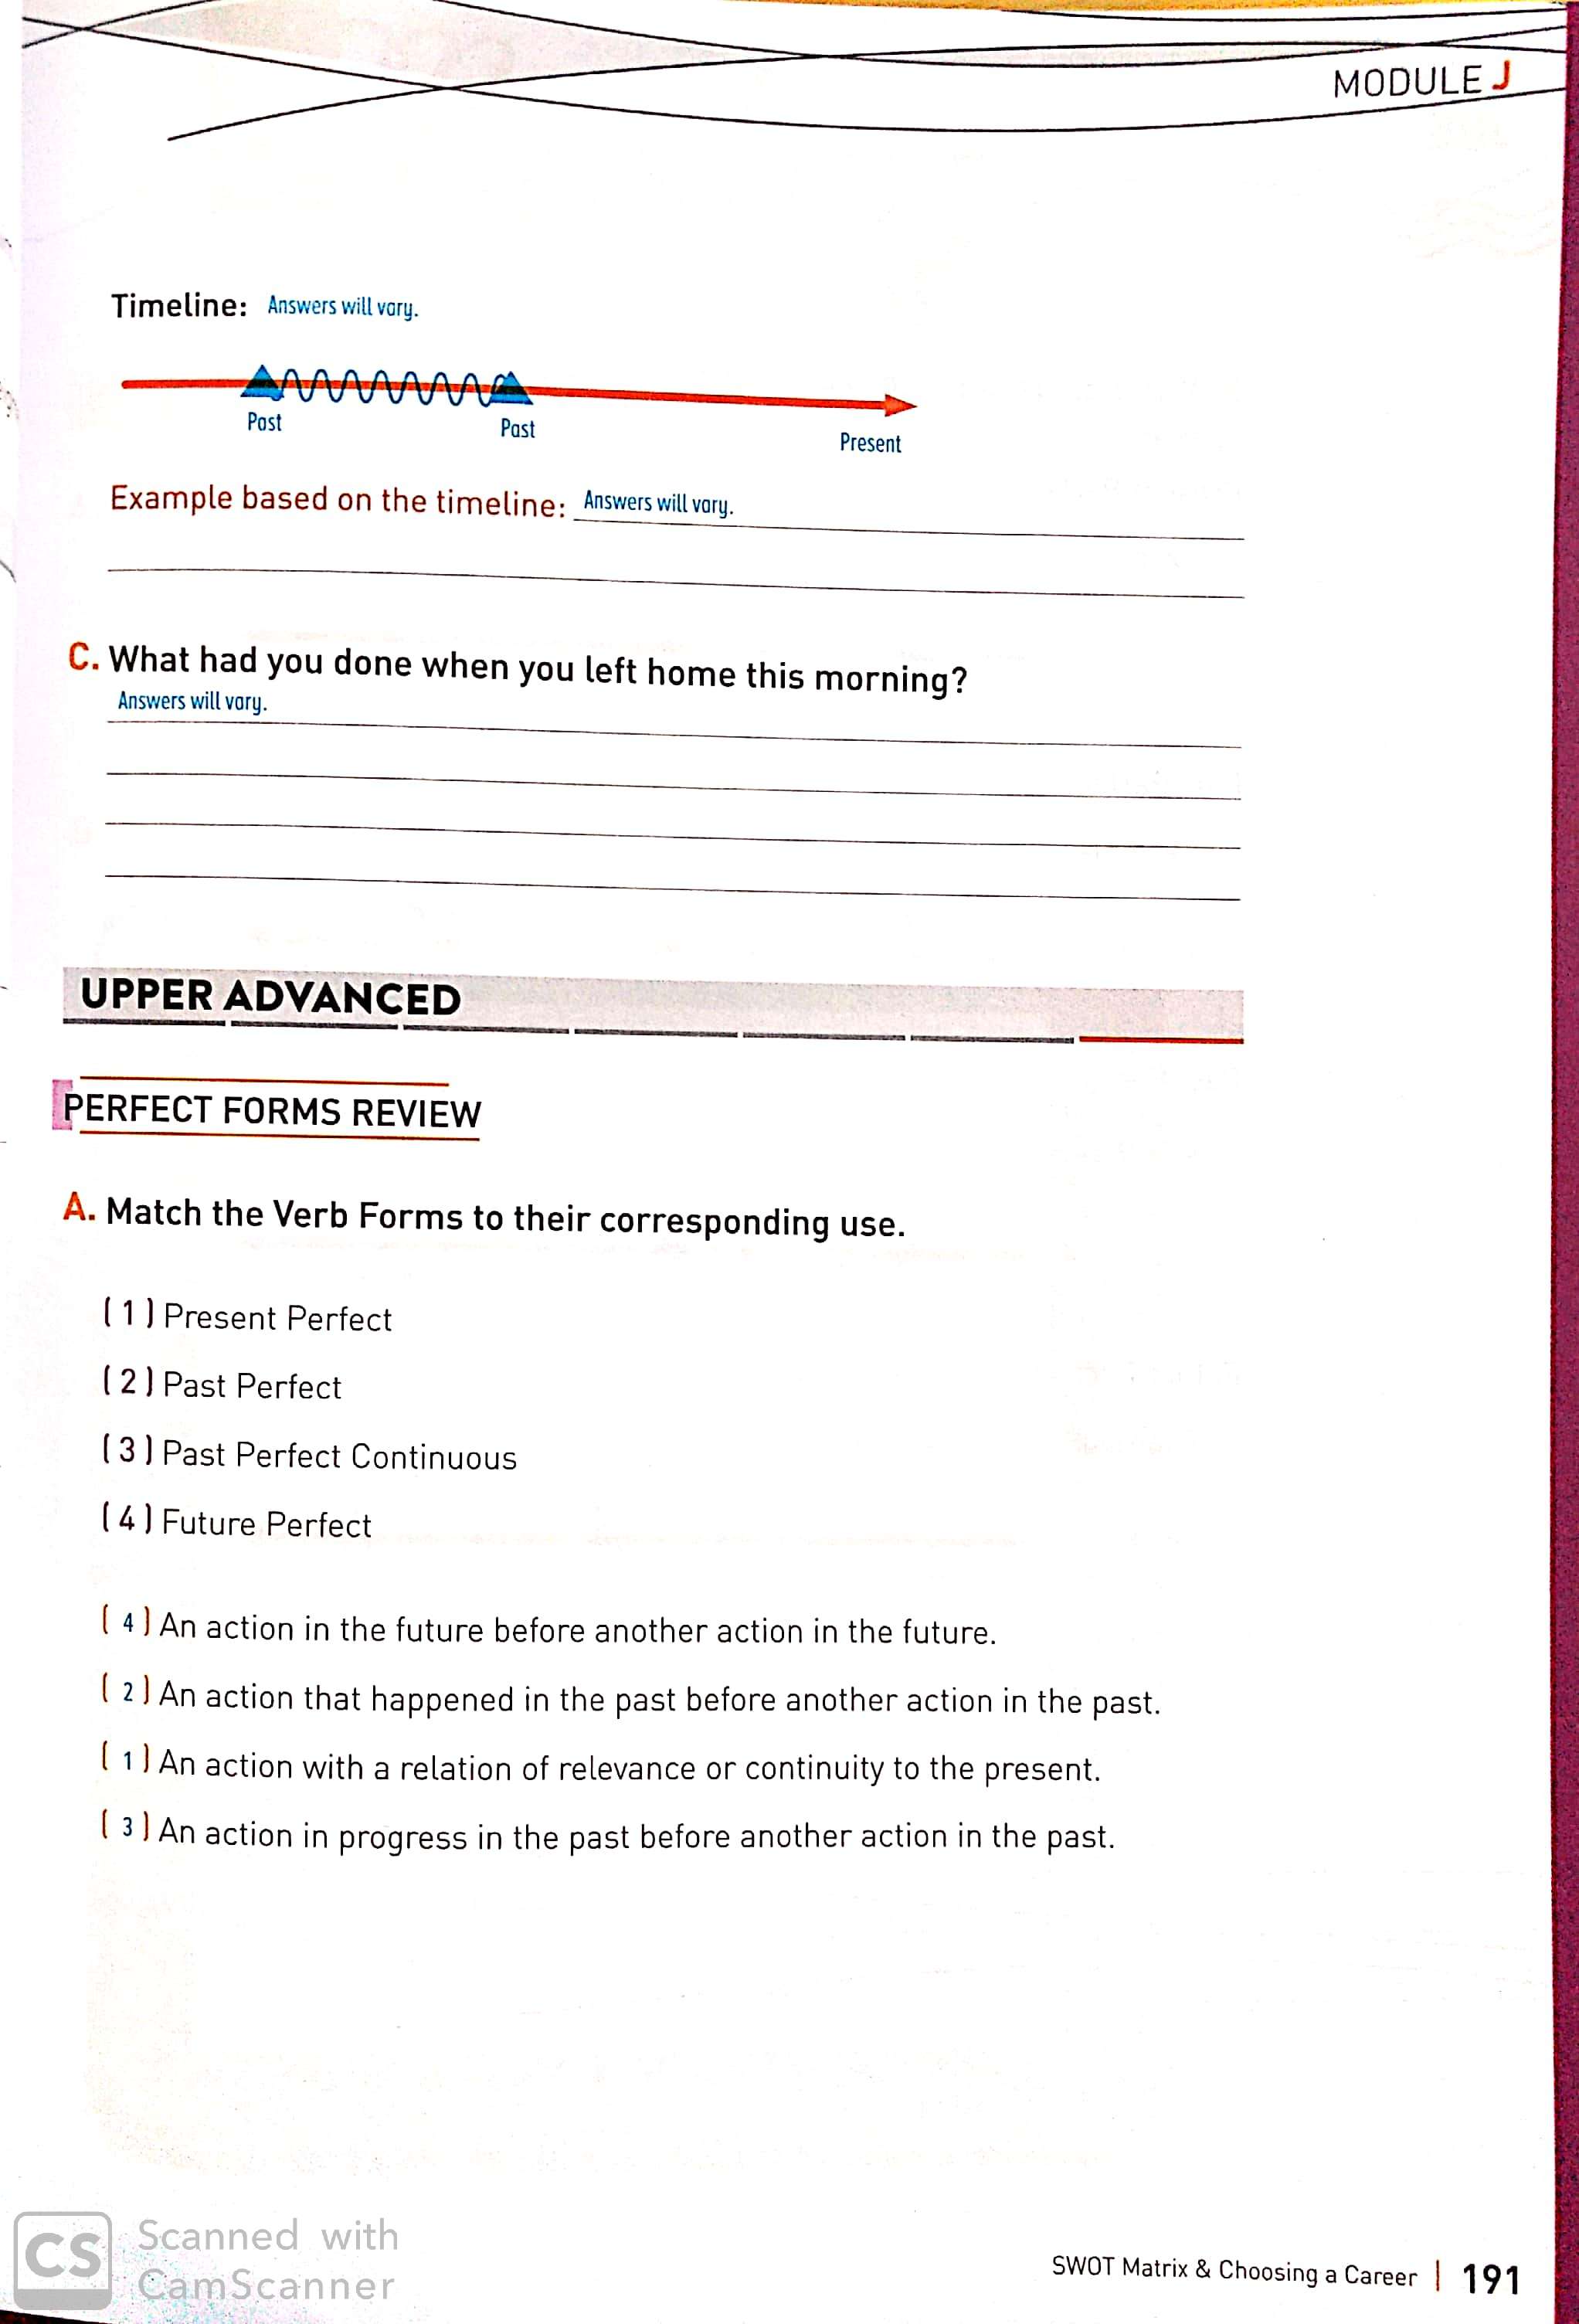 MODULE J
Timeline: Answers will vary.
Past Past Present
Example based on the timeline: Answers will vary.
C. What had you done when you left home this morning?
Answers will vary.
UPPER ADVANCED
PERFECT FORMS REVIEW
A. Match the Verb Forms to their corresponding use.
( 1 ) Present Perfect
( 2 ) Past Perfect
( 3 ) Past Perfect Continuous
( 4 ) Future Perfect
( 4 ) An action in the future before another action in the future.
( 2 ) An action that happened in the past before another action in the past.
( 1 ) An action with a relation of relevance or continuity to the present.
( 3 ) An action in progress in the past before another action in the past.
CS Scanned with
CamScanner
SWOT Matrix & Choosing a Career | 191